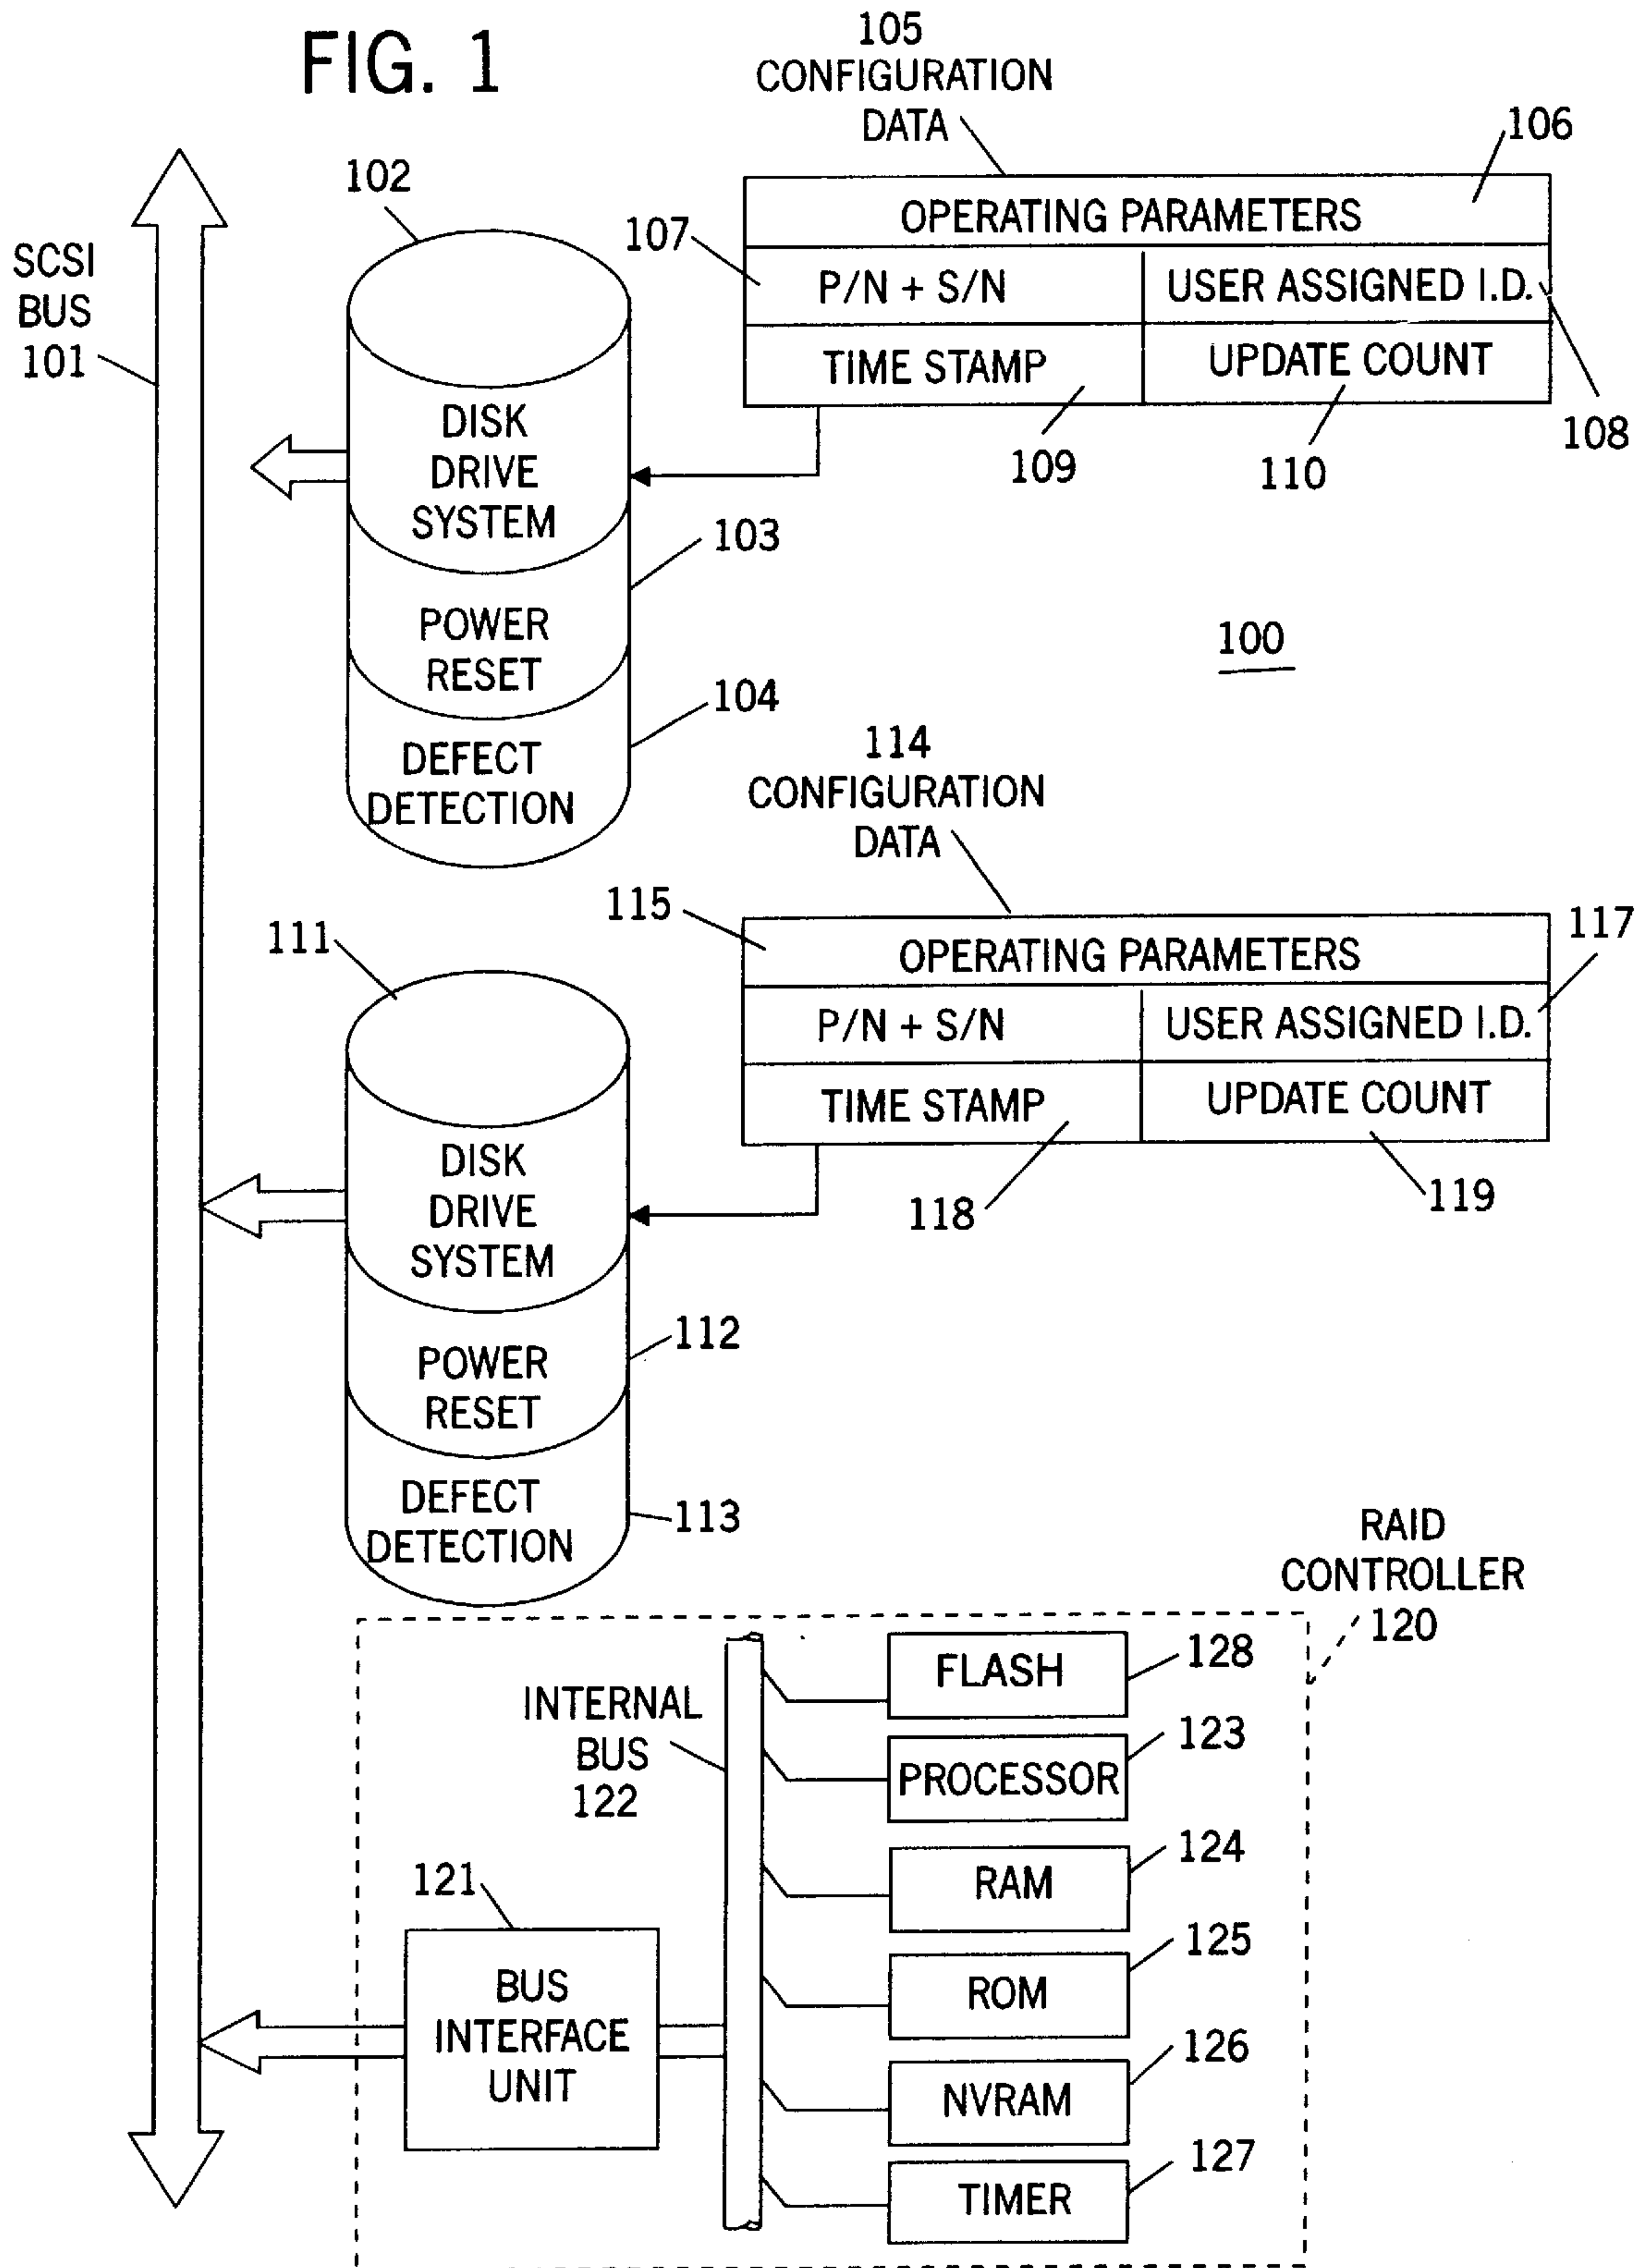 FIG. 1
105
CONFIGURATION
DATA
106
102
OPERATING PARAMETERS
107
P/N + S/N
USER ASSIGNED I.D.
SCSI
BUS
101
TIME STAMP
UPDATE COUNT
108
109
110
DISK
DRIVE
SYSTEM
103
POWER
RESET
100
104
DEFECT
DETECTION
114
CONFIGURATION
DATA
115
117
111
OPERATING PARAMETERS
P/N + S/N
USER ASSIGNED I.D.
TIME STAMP
UPDATE COUNT
118
119
DISK
DRIVE
SYSTEM
112
POWER
RESET
113
DEFECT
DETECTION
RAID
CONTROLLER
120
FLASH
128
INTERNAL
BUS
122
PROCESSOR
123
RAM
124
121
BUS
INTERFACE
UNIT
ROM
125
NVRAM
126
TIMER
127